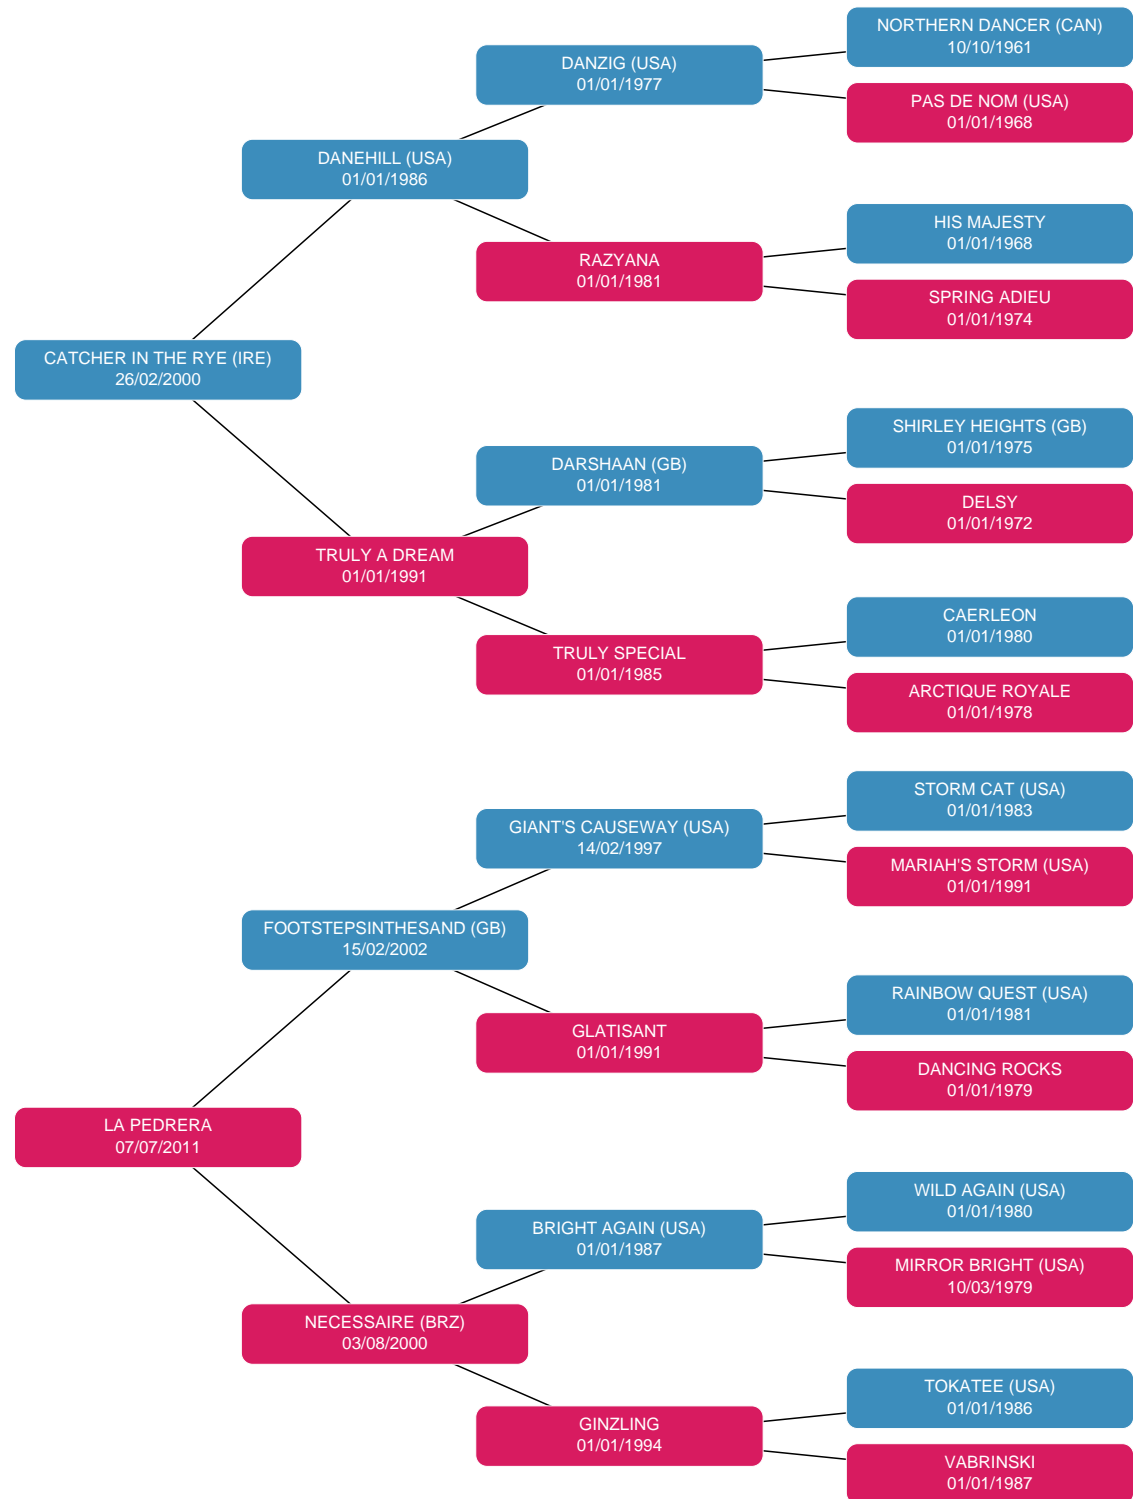 NORTHERN DANCER (CAN)
10/10/1961
DANZIG (USA)
01/01/1977
PAS DE NOM (USA)
01/01/1968
DANEHILL (USA)
01/01/1986
HIS MAJESTY
01/01/1968
RAZYANA
01/01/1981
SPRING ADIEU
01/01/1974
CATCHER IN THE RYE (IRE)
26/02/2000
SHIRLEY HEIGHTS (GB)
01/01/1975
DARSHAAN (GB)
01/01/1981
DELSY
01/01/1972
TRULY A DREAM
01/01/1991
CAERLEON
01/01/1980
TRULY SPECIAL
01/01/1985
ARCTIQUE ROYALE
01/01/1978
STORM CAT (USA)
01/01/1983
GIANT'S CAUSEWAY (USA)
14/02/1997
MARIAH'S STORM (USA)
01/01/1991
FOOTSTEPSINTHESAND (GB)
15/02/2002
RAINBOW QUEST (USA)
01/01/1981
GLATISANT
01/01/1991
DANCING ROCKS
01/01/1979
LA PEDRERA
07/07/2011
WILD AGAIN (USA)
01/01/1980
BRIGHT AGAIN (USA)
01/01/1987
MIRROR BRIGHT (USA)
10/03/1979
NECESSAIRE (BRZ)
03/08/2000
TOKATEE (USA)
01/01/1986
GINZLING
01/01/1994
VABRINSKI
01/01/1987